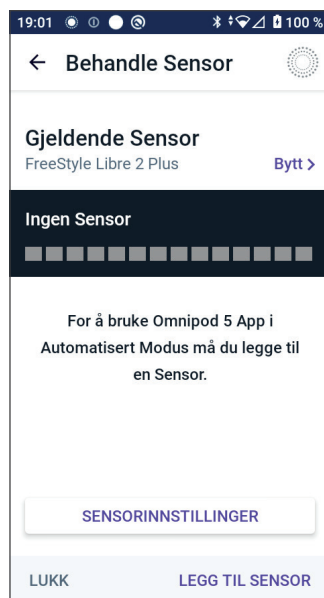 19:01 100 %
Behandle Sensor
Gjeldende Sensor
FreeStyle Libre 2 Plus Bytt >
Ingen Sensor
For å bruke Omnipod 5 App i
Automatisert Modus må du legge til
en Sensor.
SENSORINNSTILLINGER
LUKK LEGG TIL SENSOR